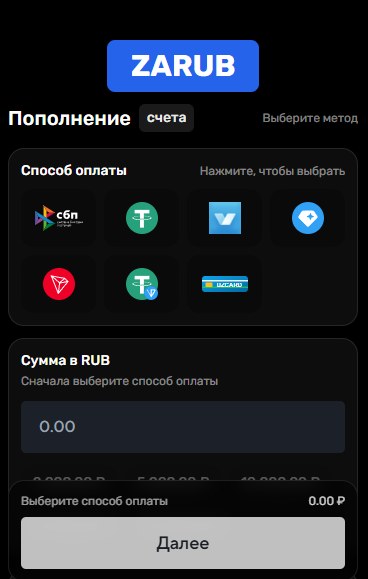 ZARUB
Пополнение счета Выберите метод
Способ оплаты Нажмите, чтобы выбрать
сбп
UZCARD
Сумма в RUB
Сначала выберите способ оплаты
0.00
Выберите способ оплаты 0.00 ₽
Далее